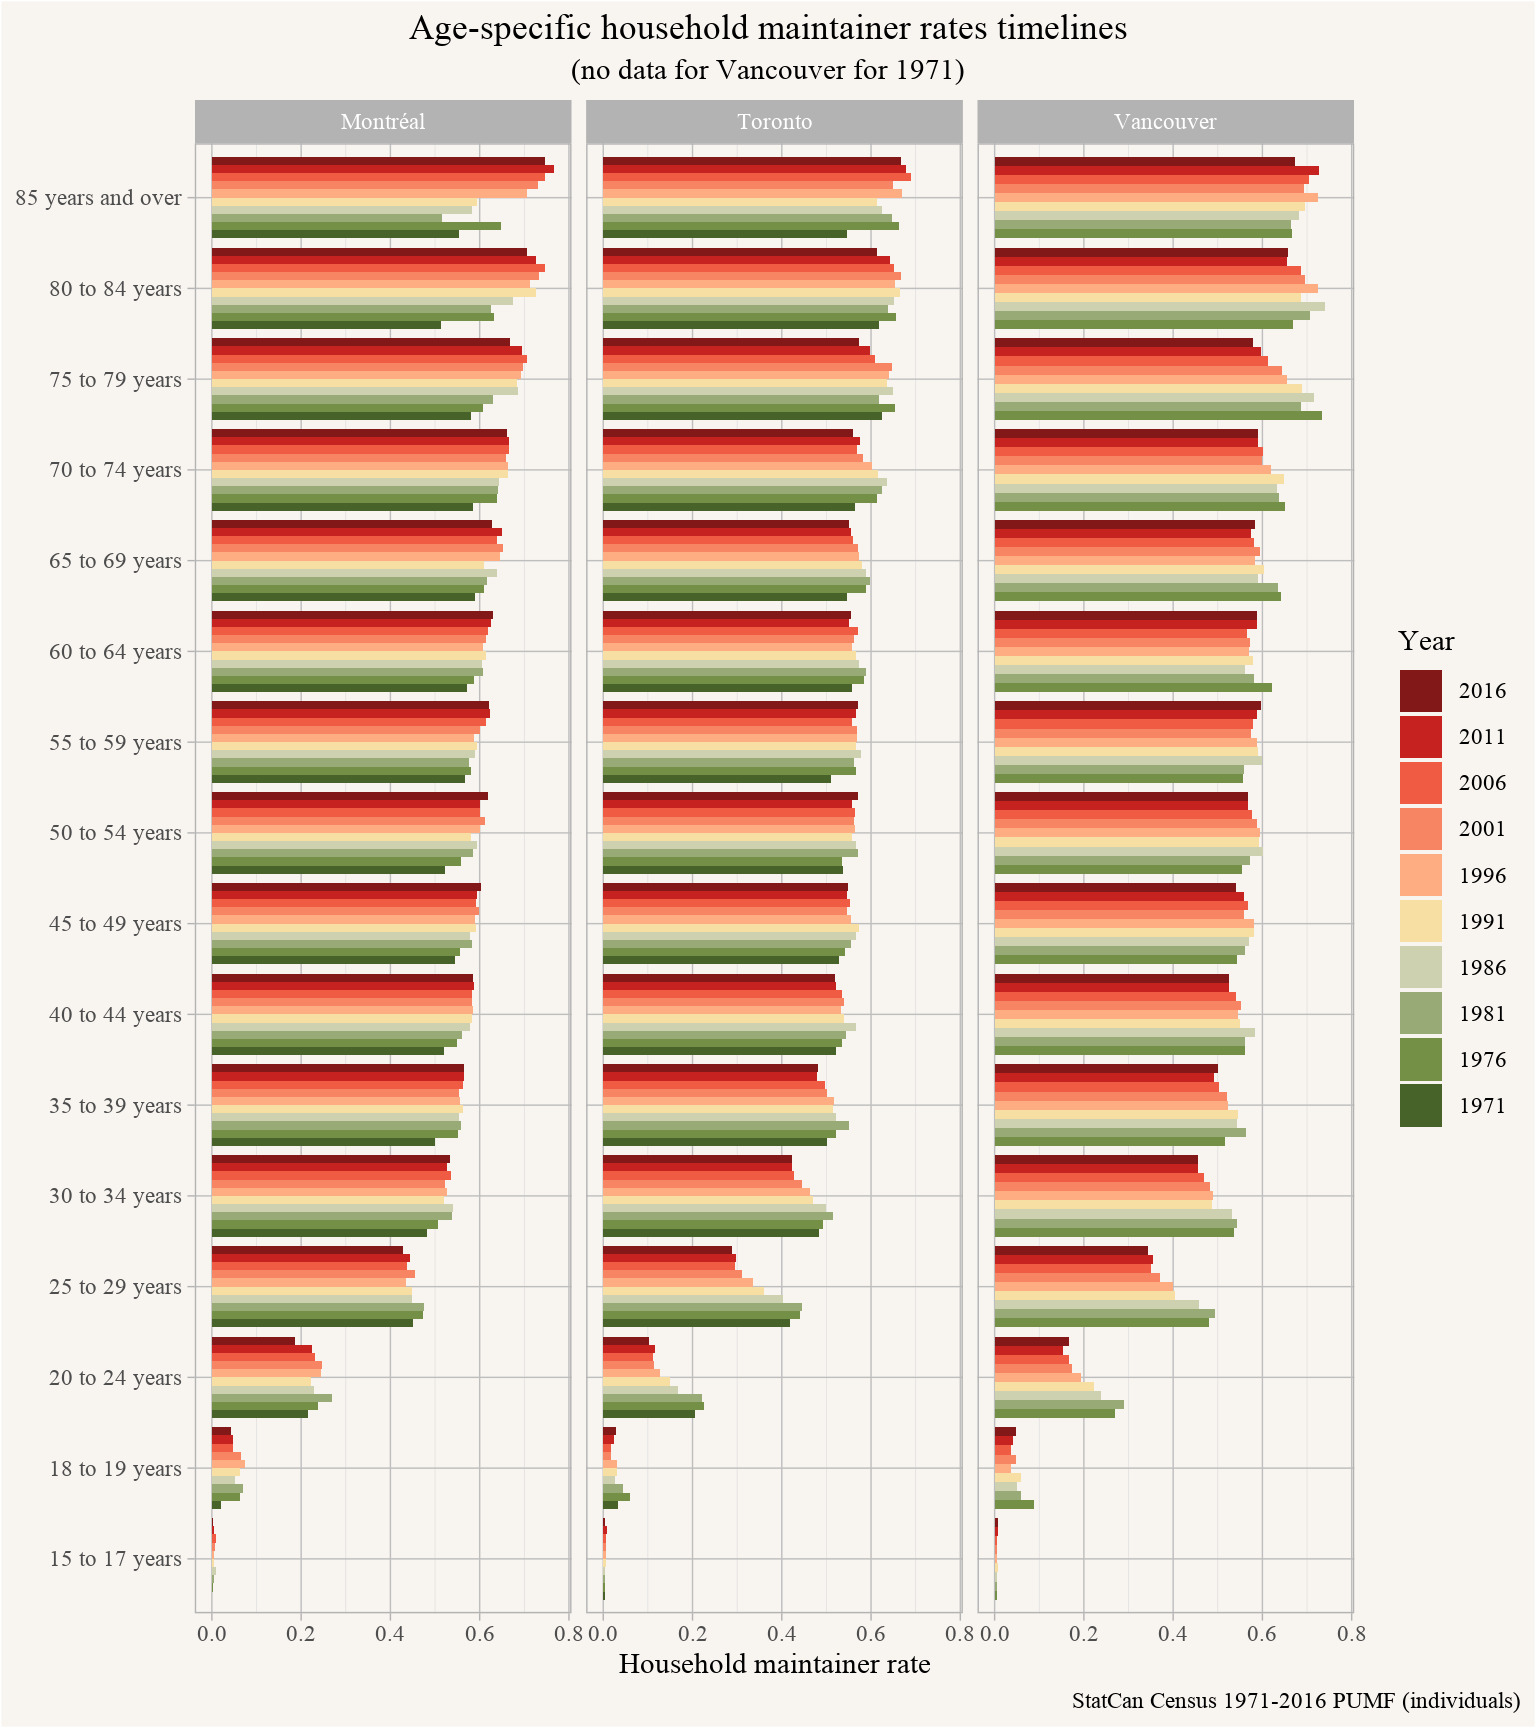 Age-specific household maintainer rates timelines
(no data for Vancouver for 1971)
Montréal Toronto Vancouver
85 years and over
80 to 84 years
75 to 79 years
70 to 74 years
65 to 69 years
60 to 64 years
55 to 59 years
50 to 54 years
45 to 49 years
40 to 44 years
35 to 39 years
30 to 34 years
25 to 29 years
20 to 24 years
18 to 19 years
15 to 17 years
0.0 0.2 0.4 0.6 0.8 0.0 0.2 0.4 0.6 0.8 0.0 0.2 0.4 0.6 0.8
Household maintainer rate
Year
2016
2011
2006
2001
1996
1991
1986
1981
1976
1971
StatCan Census 1971-2016 PUMF (individuals)